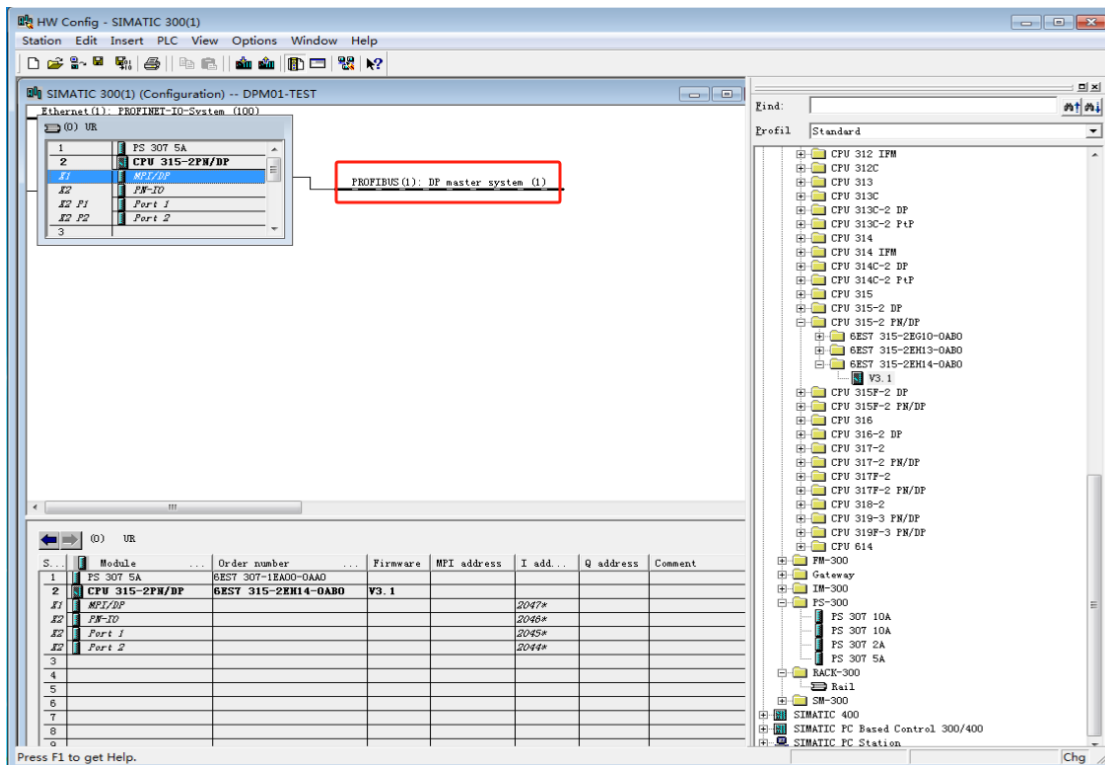 HW Config - SIMATIC 300(1)
Station Edit Insert PLC View Options Window Help
SIMATIC 300(1) (Configuration) -- DPM01-TEST
Ethernet(1): PROFINET-IO-System (100)
(0) UR
1 PS 307 5A
2 CPU 315-2PN/DP
X1 MPI/DP
X2 PN-IO
X2 P1 Port 1
X2 P2 Port 2
3
PROFIBUS(1): DP master system (1)
(0) UR
S... Module ... Order number ... Firmware MPI address I add... Q address Comment
1 PS 307 5A 6ES7 307-1EA00-0AA0
2 CPU 315-2PN/DP 6ES7 315-2EH14-0AB0 V3.1
X1 MPI/DP 2047*
X2 PN-IO 2046*
X2 Port 1 2045*
X2 Port 2 2044*
3
4
5
6
7
8
9
Find:
Profil Standard
CPU 312 IFM
CPU 312C
CPU 313
CPU 313C
CPU 313C-2 DP
CPU 313C-2 PtP
CPU 314
CPU 314 IFM
CPU 314C-2 DP
CPU 314C-2 PtP
CPU 315
CPU 315-2 DP
CPU 315-2 PN/DP
6ES7 315-2EG10-0AB0
6ES7 315-2EH13-0AB0
6ES7 315-2EH14-0AB0
V3.1
CPU 315F-2 DP
CPU 315F-2 PN/DP
CPU 316
CPU 316-2 DP
CPU 317-2
CPU 317-2 PN/DP
CPU 317F-2
CPU 317F-2 PN/DP
CPU 318-2
CPU 319-3 PN/DP
CPU 319F-3 PN/DP
CPU 614
FM-300
Gateway
IM-300
PS-300
PS 307 10A
PS 307 10A
PS 307 2A
PS 307 5A
RACK-300
Rail
SM-300
SIMATIC 400
SIMATIC PC Based Control 300/400
SIMATIC PC Station
Press F1 to get Help.
Chg